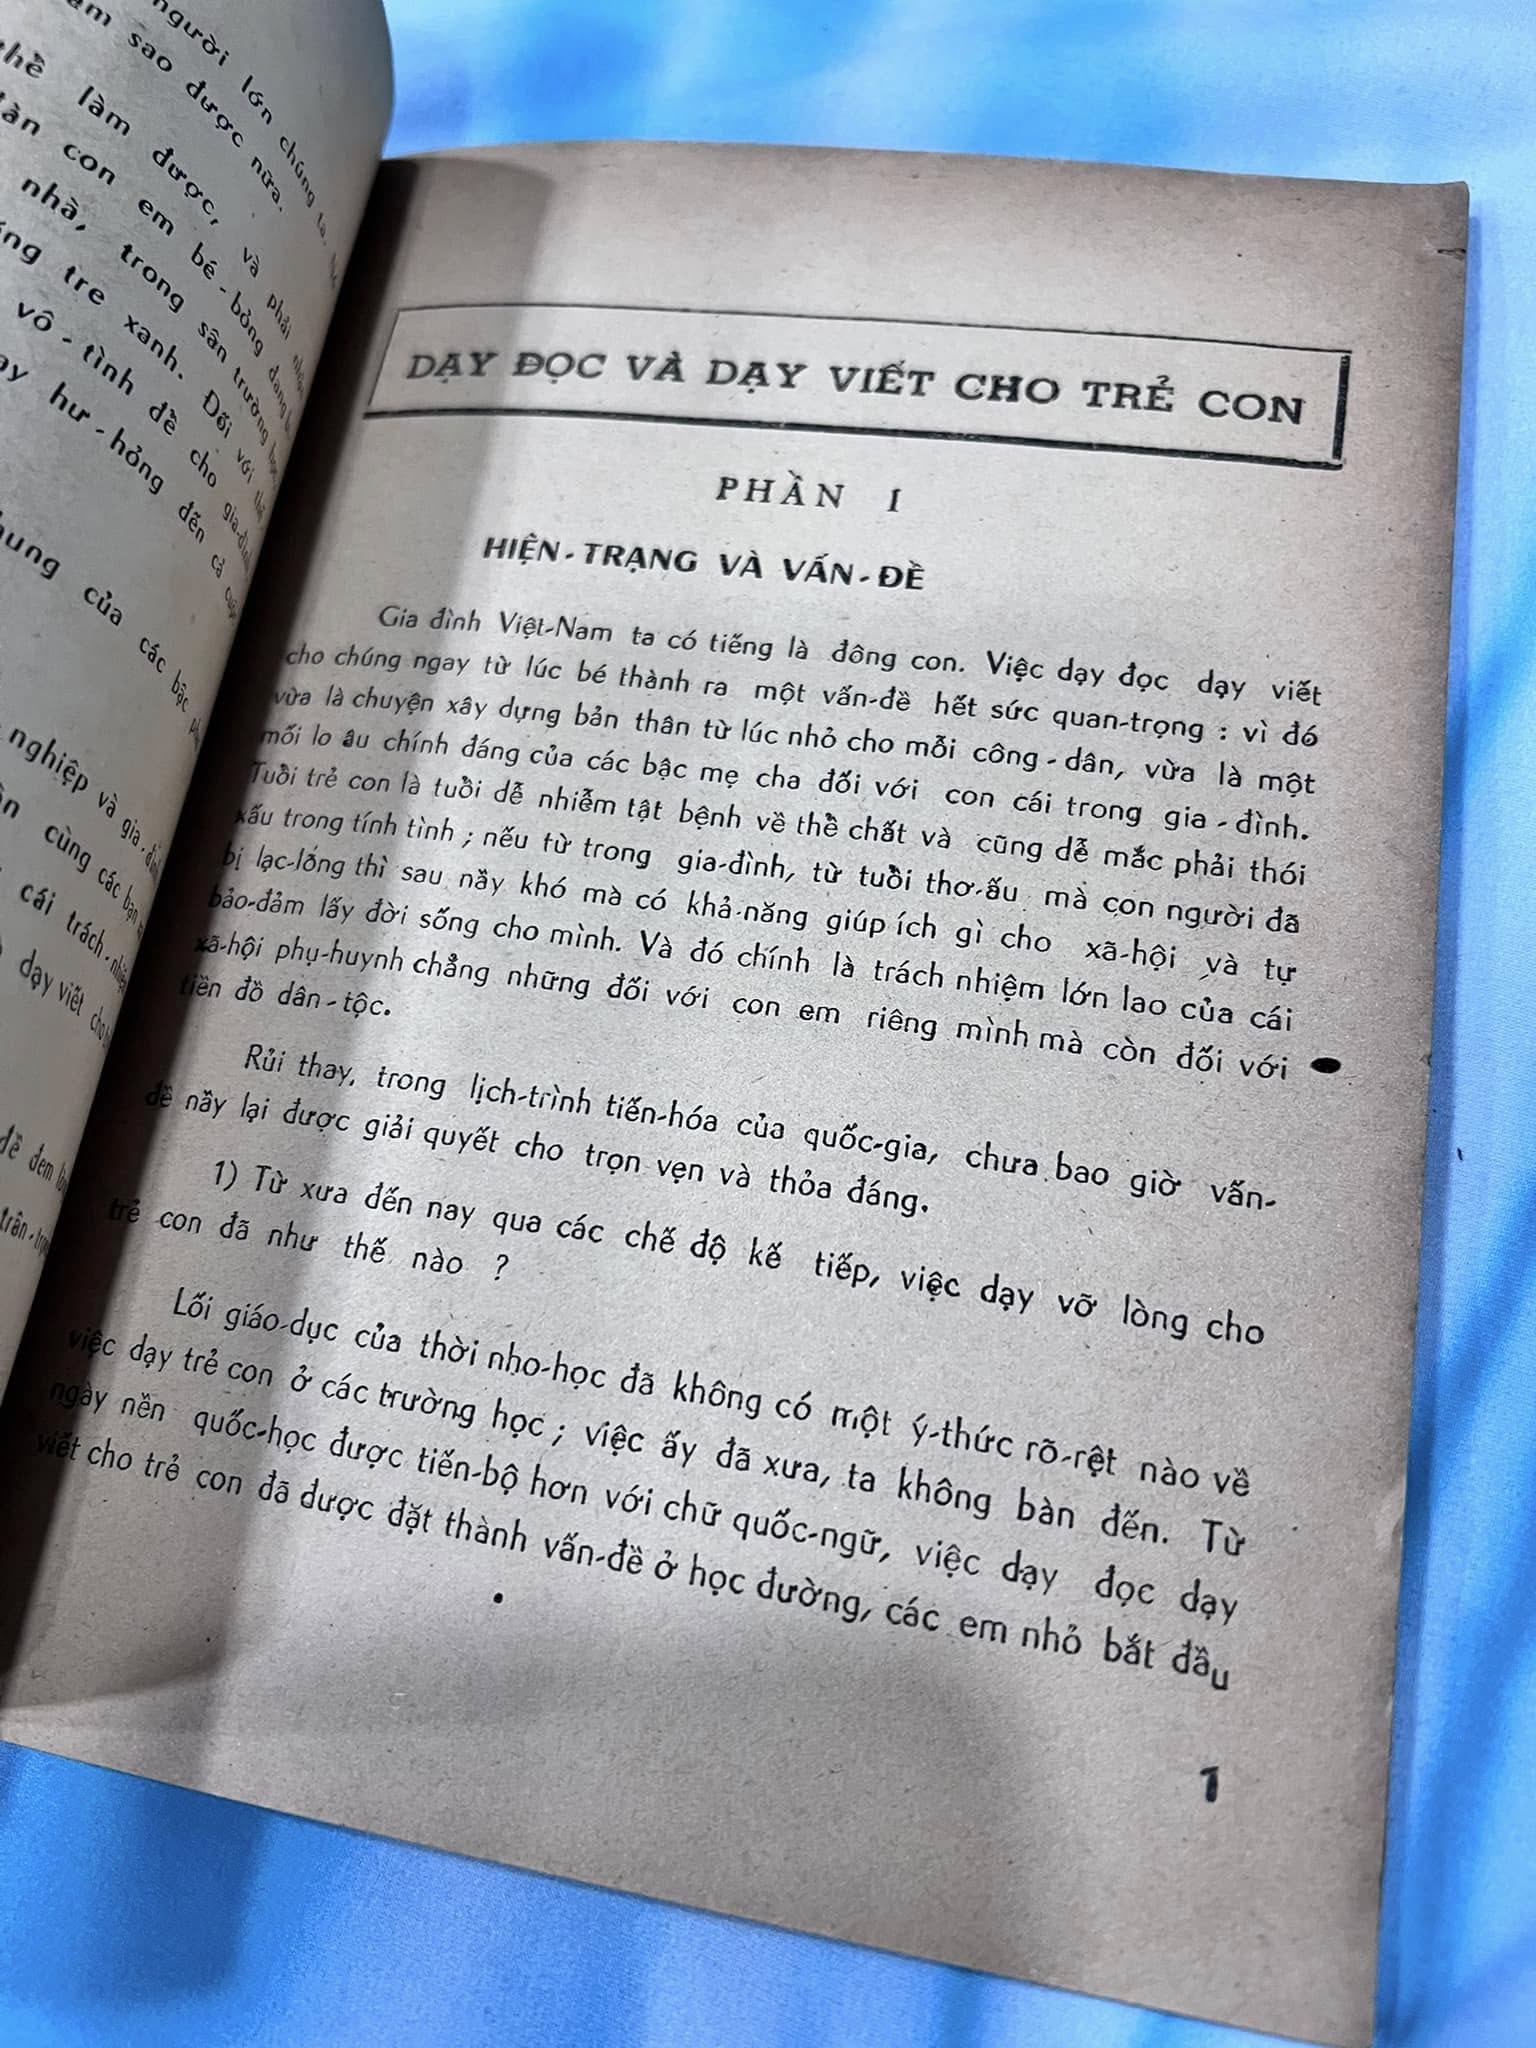 người lớn chúng ta
sao được nữa.
làm được, và phải
con em bé-bỏng
nhà, trong sân trường học
tre xanh. Đối với
vô-tình để cho gia-đình
hư-hỏng đến cả cuộc
của các bậc
nghiệp và gia-đình
cùng các bạn
cái trách-nhiệm
dạy viết cho
để đem
DẠY ĐỌC VÀ DẠY VIẾT CHO TRẺ CON
PHẦN I
HIỆN-TRẠNG VÀ VẤN-ĐỀ
Gia đình Việt-Nam ta có tiếng là đông con. Việc dạy đọc dạy viết
cho chúng ngay từ lúc bé thành ra một vấn-đề hết sức quan-trọng : vì đó
vừa là chuyện xây dựng bản thân từ lúc nhỏ cho mỗi công-dân, vừa là một
mối lo âu chính đáng của các bậc mẹ cha đối với con cái trong gia-đình.
Tuổi trẻ con là tuổi dễ nhiễm tật bệnh về thể chất và cũng dễ mắc phải thói
xấu trong tính tình ; nếu từ trong gia-đình, từ tuổi thơ-ấu mà con người đã
bị lạc-lõng thì sau nầy khó mà có khả-năng giúp ích gì cho xã-hội và tự
bảo-đảm lấy đời sống cho mình. Và đó chính là trách nhiệm lớn lao của cái
xã-hội phụ-huynh chẳng những đối với con em riêng mình mà còn đối với
tiền đồ dân-tộc.
Rủi thay, trong lịch-trình tiến-hóa của quốc-gia, chưa bao giờ vấn-
đề nầy lại được giải quyết cho trọn vẹn và thỏa đáng.
1) Từ xưa đến nay qua các chế độ kế tiếp, việc dạy vỡ lòng cho
trẻ con đã như thế nào ?
Lối giáo-dục của thời nho-học đã không có một ý-thức rõ-rệt nào về
việc dạy trẻ con ở các trường học ; việc ấy đã xưa, ta không bàn đến. Từ
ngày nền quốc-học được tiến-bộ hơn với chữ quốc-ngữ, việc dạy đọc dạy
viết cho trẻ con đã được đặt thành vấn-đề ở học đường, các em nhỏ bắt đầu
1